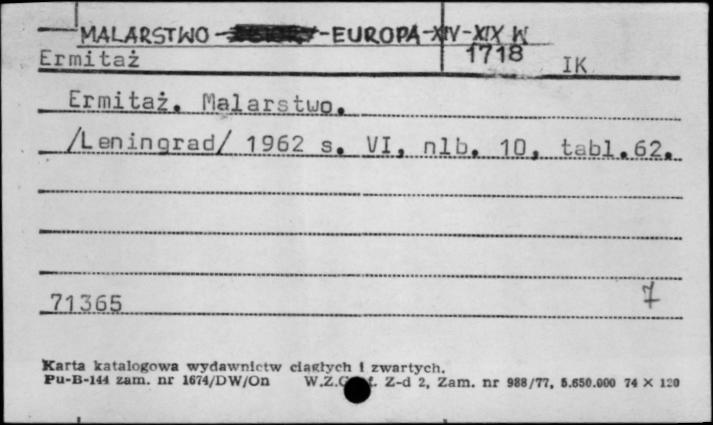 MALARSTWO - EUROPA - XIV-XIX W
Ermitaż 1718 IK
Ermitaż. Malarstwo.
/Leningrad/ 1962 s. VI, nlb. 10, tabl.62.
71365 7
Karta katalogowa wydawnictw ciągłych i zwartych.
Pu-B-144 zam. nr 1674/DW/On W.Z. Z-d 2, Zam. nr 988/77, 5.650.000 74 X 120